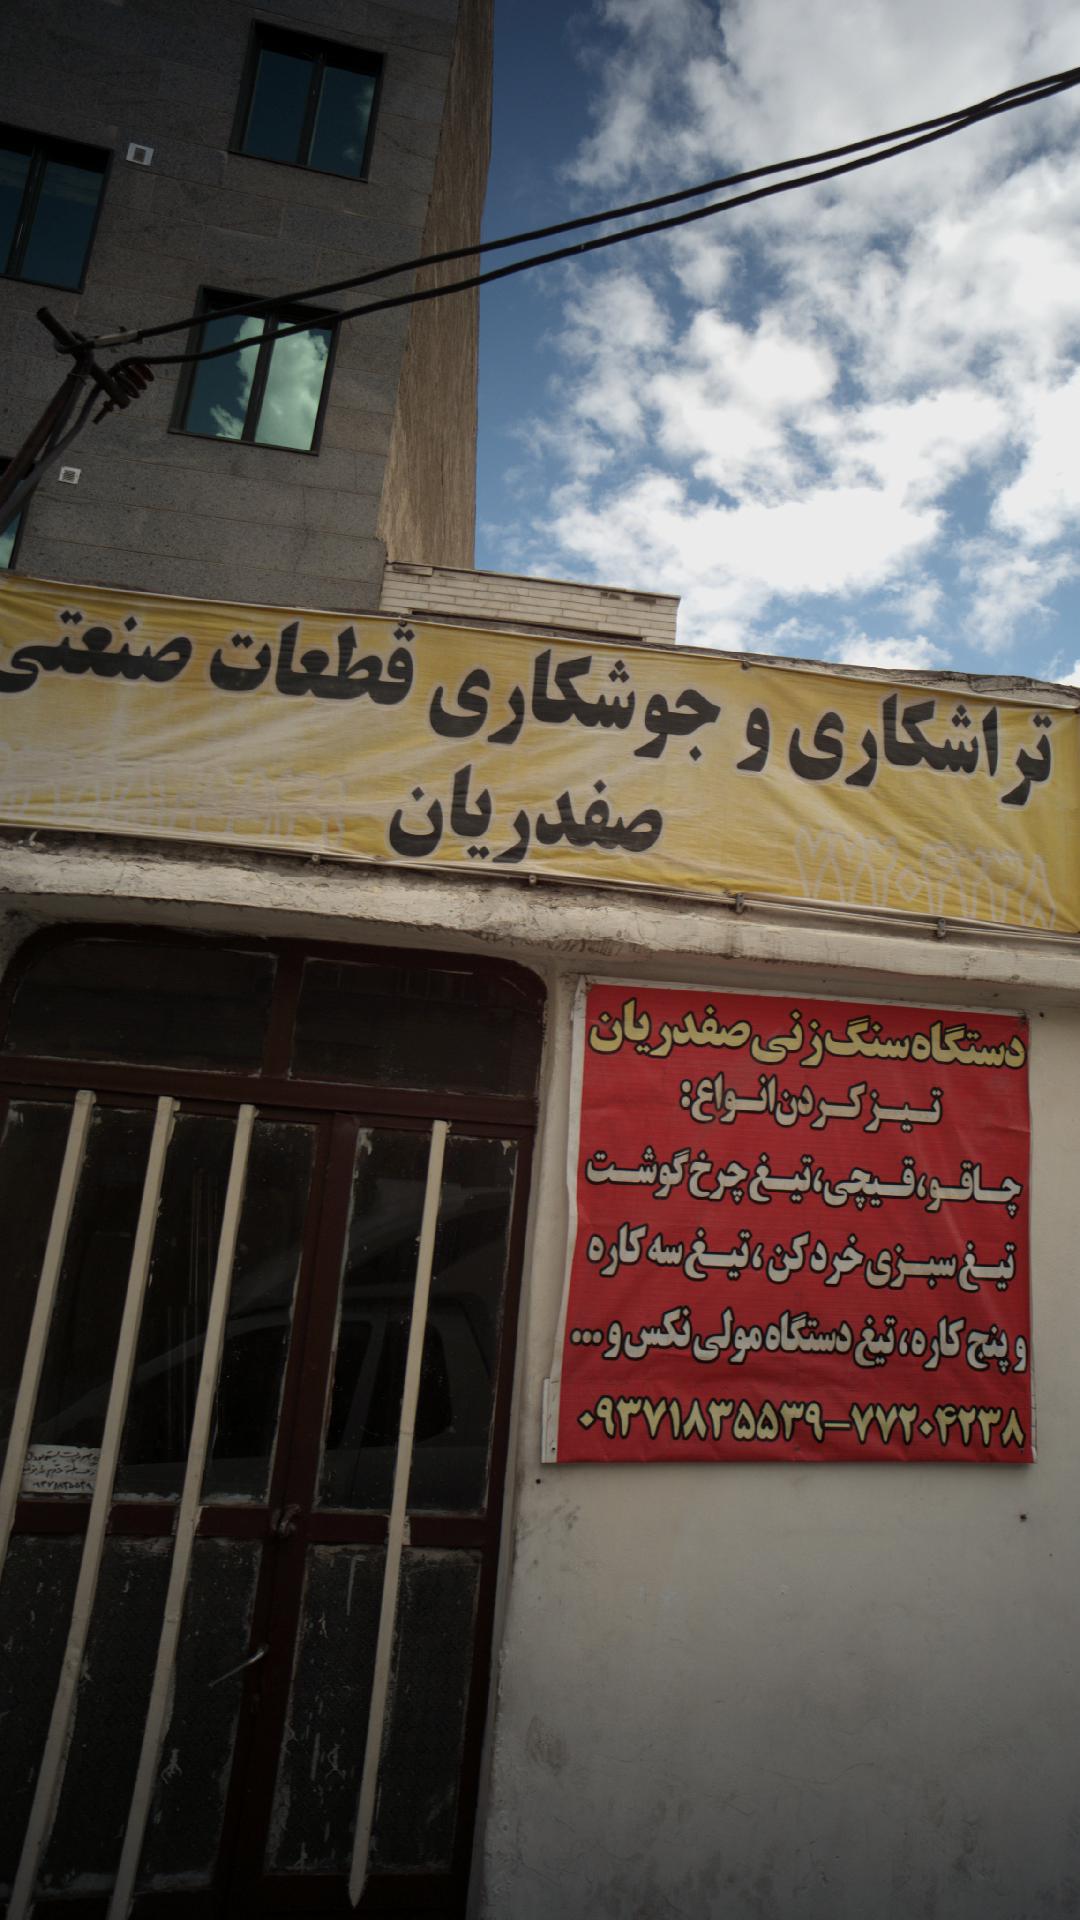 تراشکاری و جوشکاری قطعات صنعتی
صفدریان
۷۷۲۰۴۲۳۸
دستگاه سنگ زنی صفدریان
تیز کردن انواع:
چاقو، قیچی، تیغ چرخ گوشت
تیغ سبزی خرد کن ، تیغ سه کاره
و پنج کاره، تیغ دستگاه مولی نکس و...
۰۹۳۷۱۸۳۵۵۳۹-۷۷۲۰۴۲۳۸